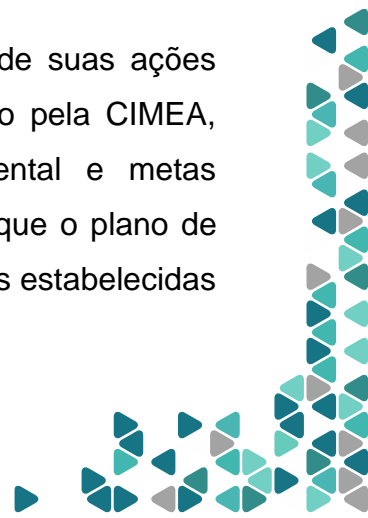 de suas ações
o pela CIMEA,
ental e metas
que o plano de
s estabelecidas